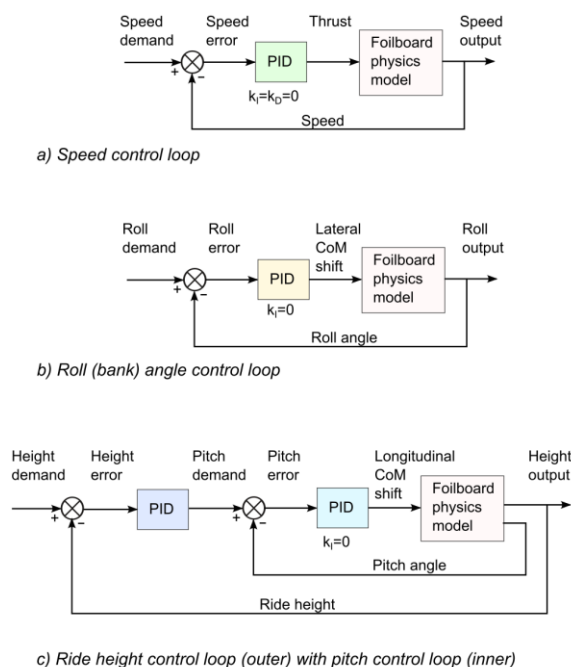 Speed demand
Speed error
Thrust
Speed output
+
−
PID
Foilboard physics model
kI=kD=0
Speed
a) Speed control loop
Roll demand
Roll error
Lateral CoM shift
Roll output
+
−
PID
Foilboard physics model
kI=0
Roll angle
b) Roll (bank) angle control loop
Height demand
Height error
Pitch demand
Pitch error
Longitudinal CoM shift
Height output
+
−
PID
+
−
PID
Foilboard physics model
kI=0
Pitch angle
Ride height
c) Ride height control loop (outer) with pitch control loop (inner)